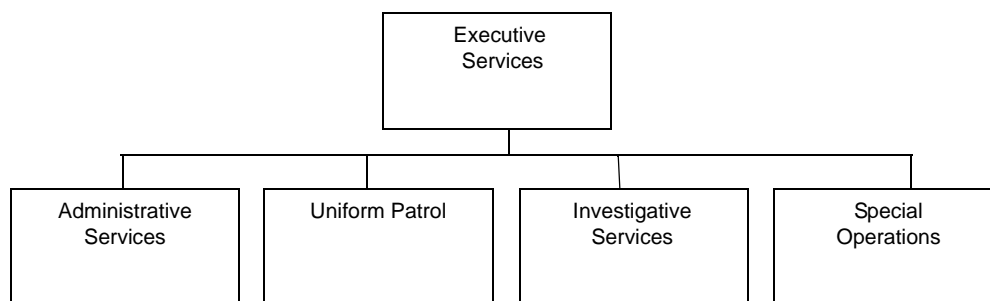 Executive
Services
Administrative
Services
Uniform Patrol
Investigative
Services
Special
Operations